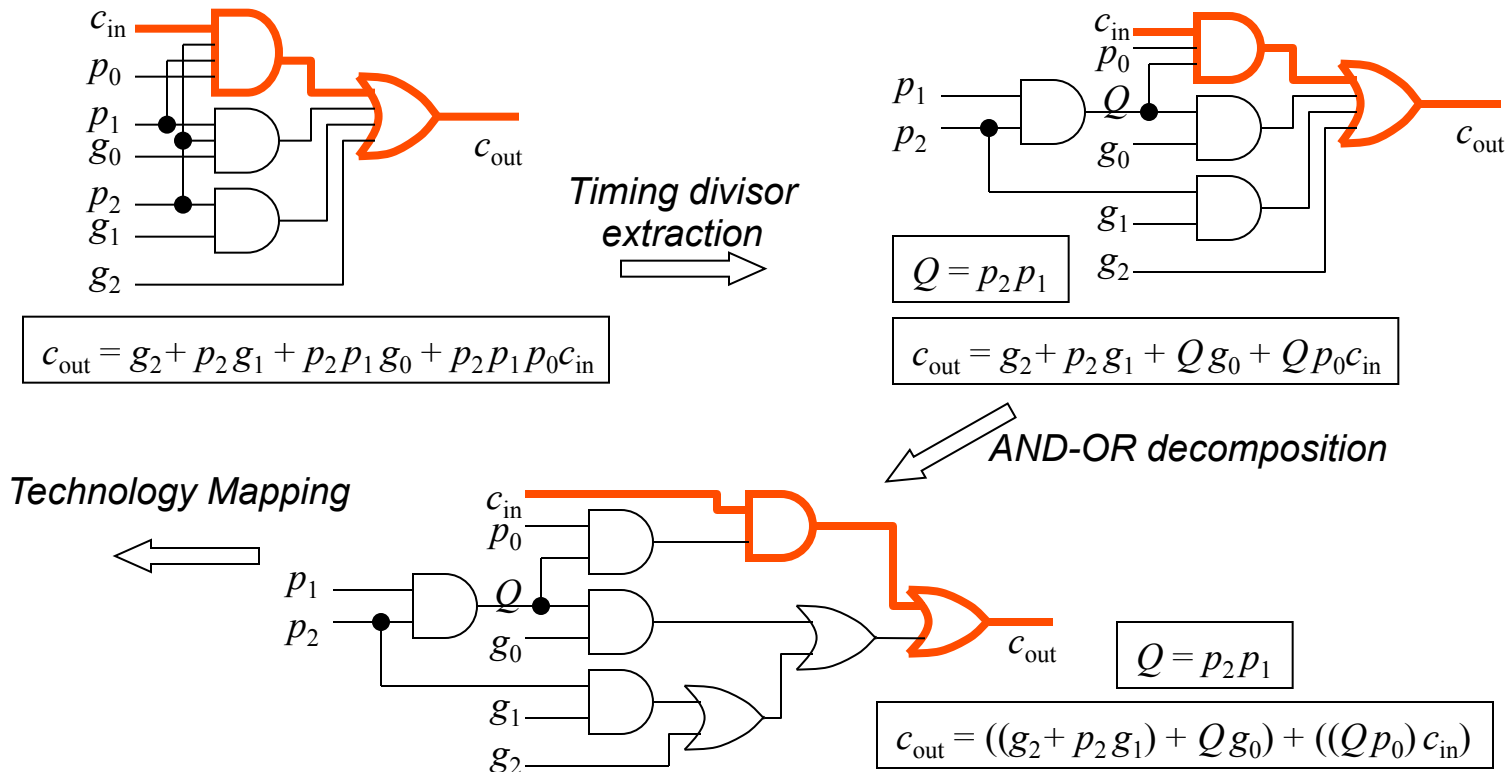 c_in
p_0
p_1
g_0
p_2
g_1
g_2
c_out
c_out = g_2 + p_2 g_1 + p_2 p_1 g_0 + p_2 p_1 p_0 c_in
Timing divisor
extraction
c_in
p_0
p_1
Q
p_2
g_0
g_1
g_2
c_out
Q = p_2 p_1
c_out = g_2 + p_2 g_1 + Q g_0 + Q p_0 c_in
AND-OR decomposition
Technology Mapping
c_in
p_0
p_1
Q
p_2
g_0
g_1
g_2
c_out
Q = p_2 p_1
c_out = ((g_2 + p_2 g_1) + Q g_0) + ((Q p_0) c_in)